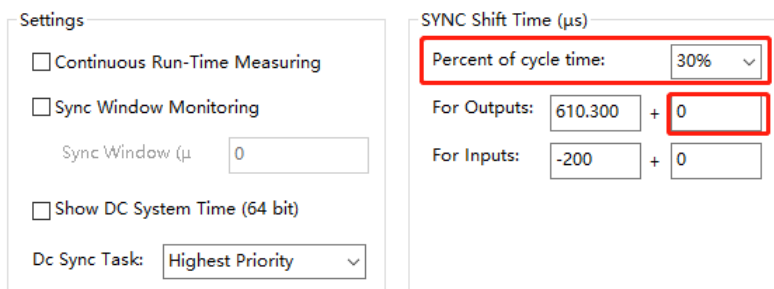 Settings
Continuous Run-Time Measuring
Sync Window Monitoring
Sync Window (μ 0
Show DC System Time (64 bit)
Dc Sync Task: Highest Priority
SYNC Shift Time (μs)
Percent of cycle time: 30%
For Outputs: 610.300 + 0
For Inputs: -200 + 0